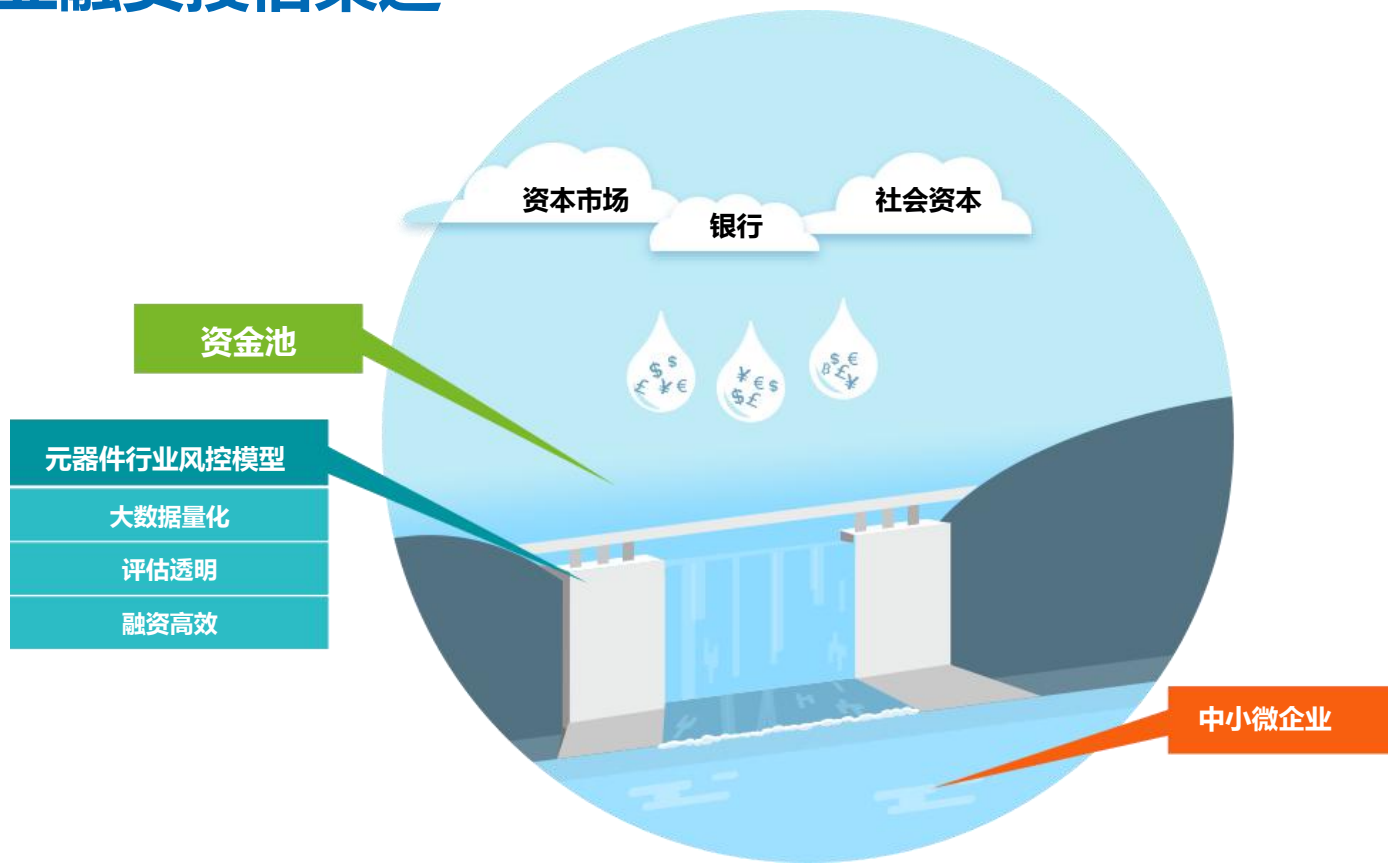 资本市场
银行
社会资本
资金池
$ $
£ ¥ €
¥ € $
$ £
$ €
B £ ¥
元器件行业风控模型
大数据量化
评估透明
融资高效
中小微企业